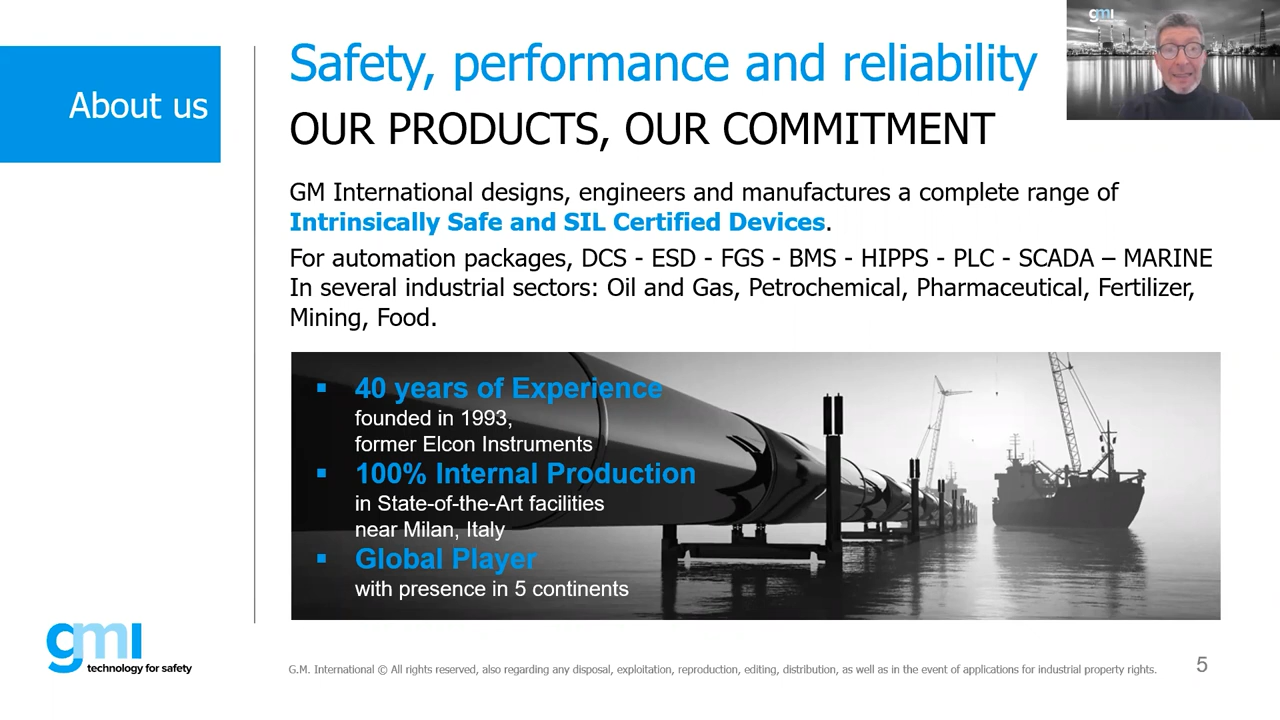 About us
Safety, performance and reliability
OUR PRODUCTS, OUR COMMITMENT
GM International designs, engineers and manufactures a complete range of
Intrinsically Safe and SIL Certified Devices.
For automation packages, DCS - ESD - FGS - BMS - HIPPS - PLC - SCADA – MARINE
In several industrial sectors: Oil and Gas, Petrochemical, Pharmaceutical, Fertilizer,
Mining, Food.
▪ 40 years of Experience
founded in 1993,
former Elcon Instruments
▪ 100% Internal Production
in State-of-the-Art facilities
near Milan, Italy
▪ Global Player
with presence in 5 continents
gmi
technology for safety
G.M. International © All rights reserved, also regarding any disposal, exploitation, reproduction, editing, distribution, as well as in the event of applications for industrial property rights.
5
gmi